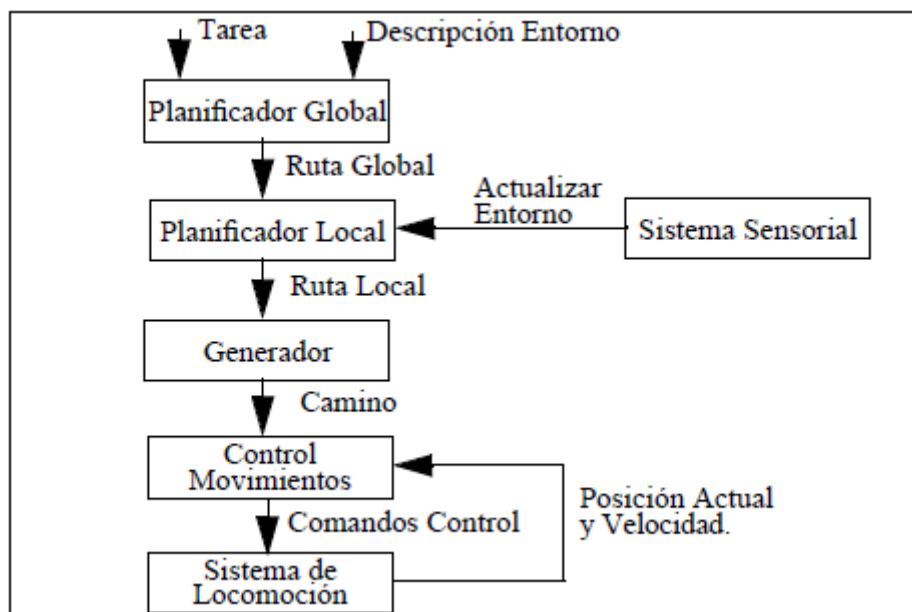 Tarea
Descripción Entorno
Planificador Global
Ruta Global
Actualizar
Entorno
Planificador Local
Sistema Sensorial
Ruta Local
Generador
Camino
Control
Movimientos
Posición Actual
y Velocidad.
Comandos Control
Sistema de
Locomoción